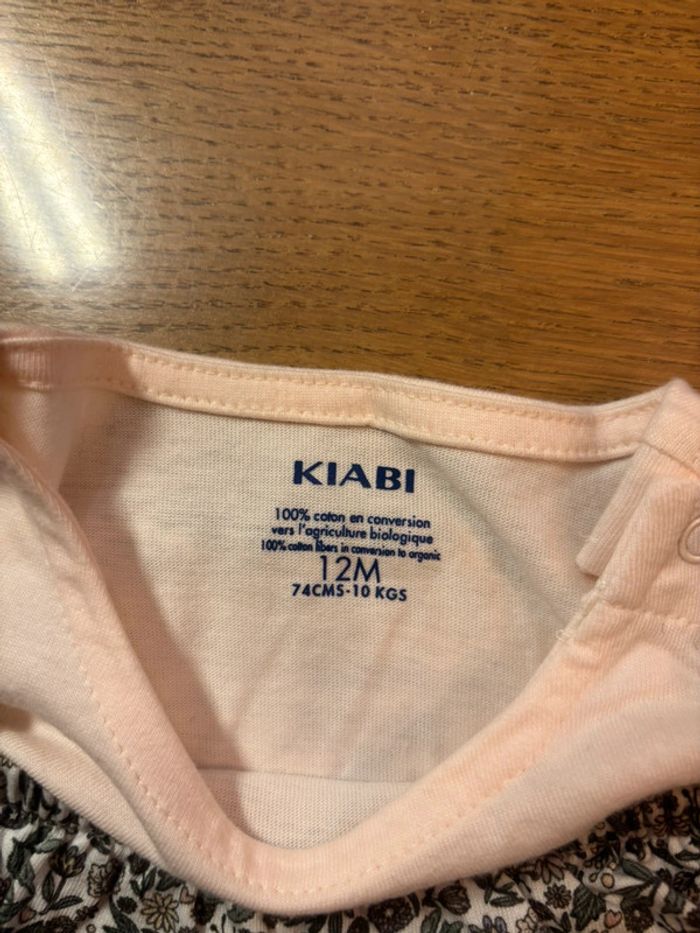 KIABI
100% coton en conversion
vers l'agriculture biologique
100% cotton fibers in conversion to organic
12M
74CMS-10 KGS